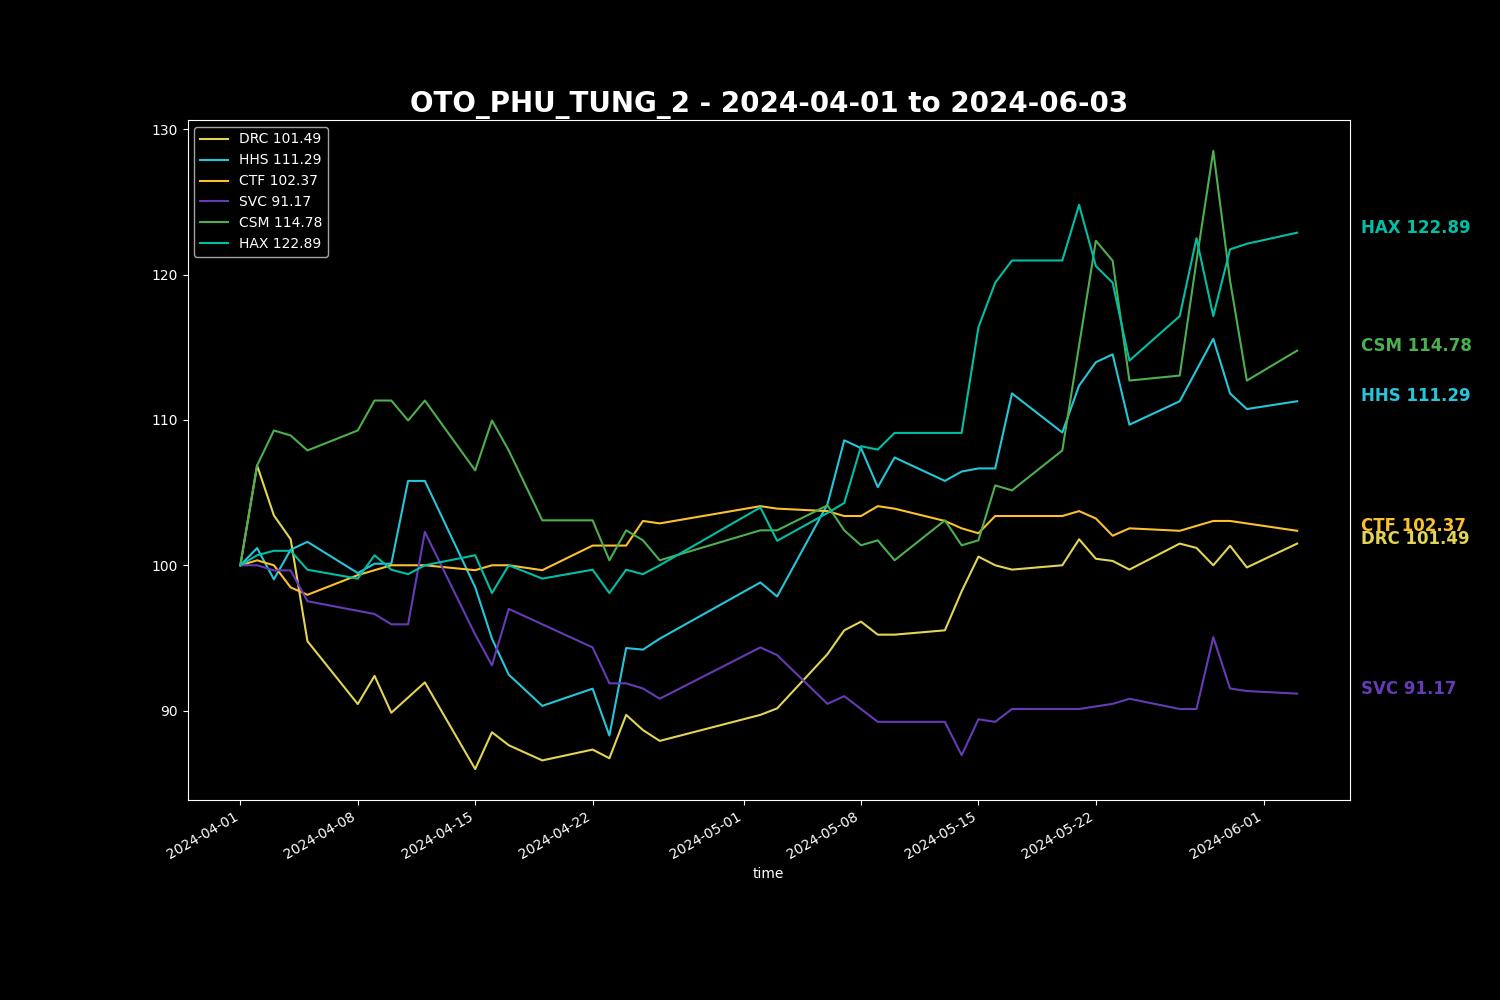 OTO_PHU_TUNG_2 - 2024-04-01 to 2024-06-03
130
120
110
100
90
DRC 101.49
HHS 111.29
CTF 102.37
SVC 91.17
CSM 114.78
HAX 122.89
HAX 122.89
CSM 114.78
HHS 111.29
CTF 102.37
DRC 101.49
SVC 91.17
2024-04-01
2024-04-08
2024-04-15
2024-04-22
2024-05-01
2024-05-08
2024-05-15
2024-05-22
2024-06-01
time